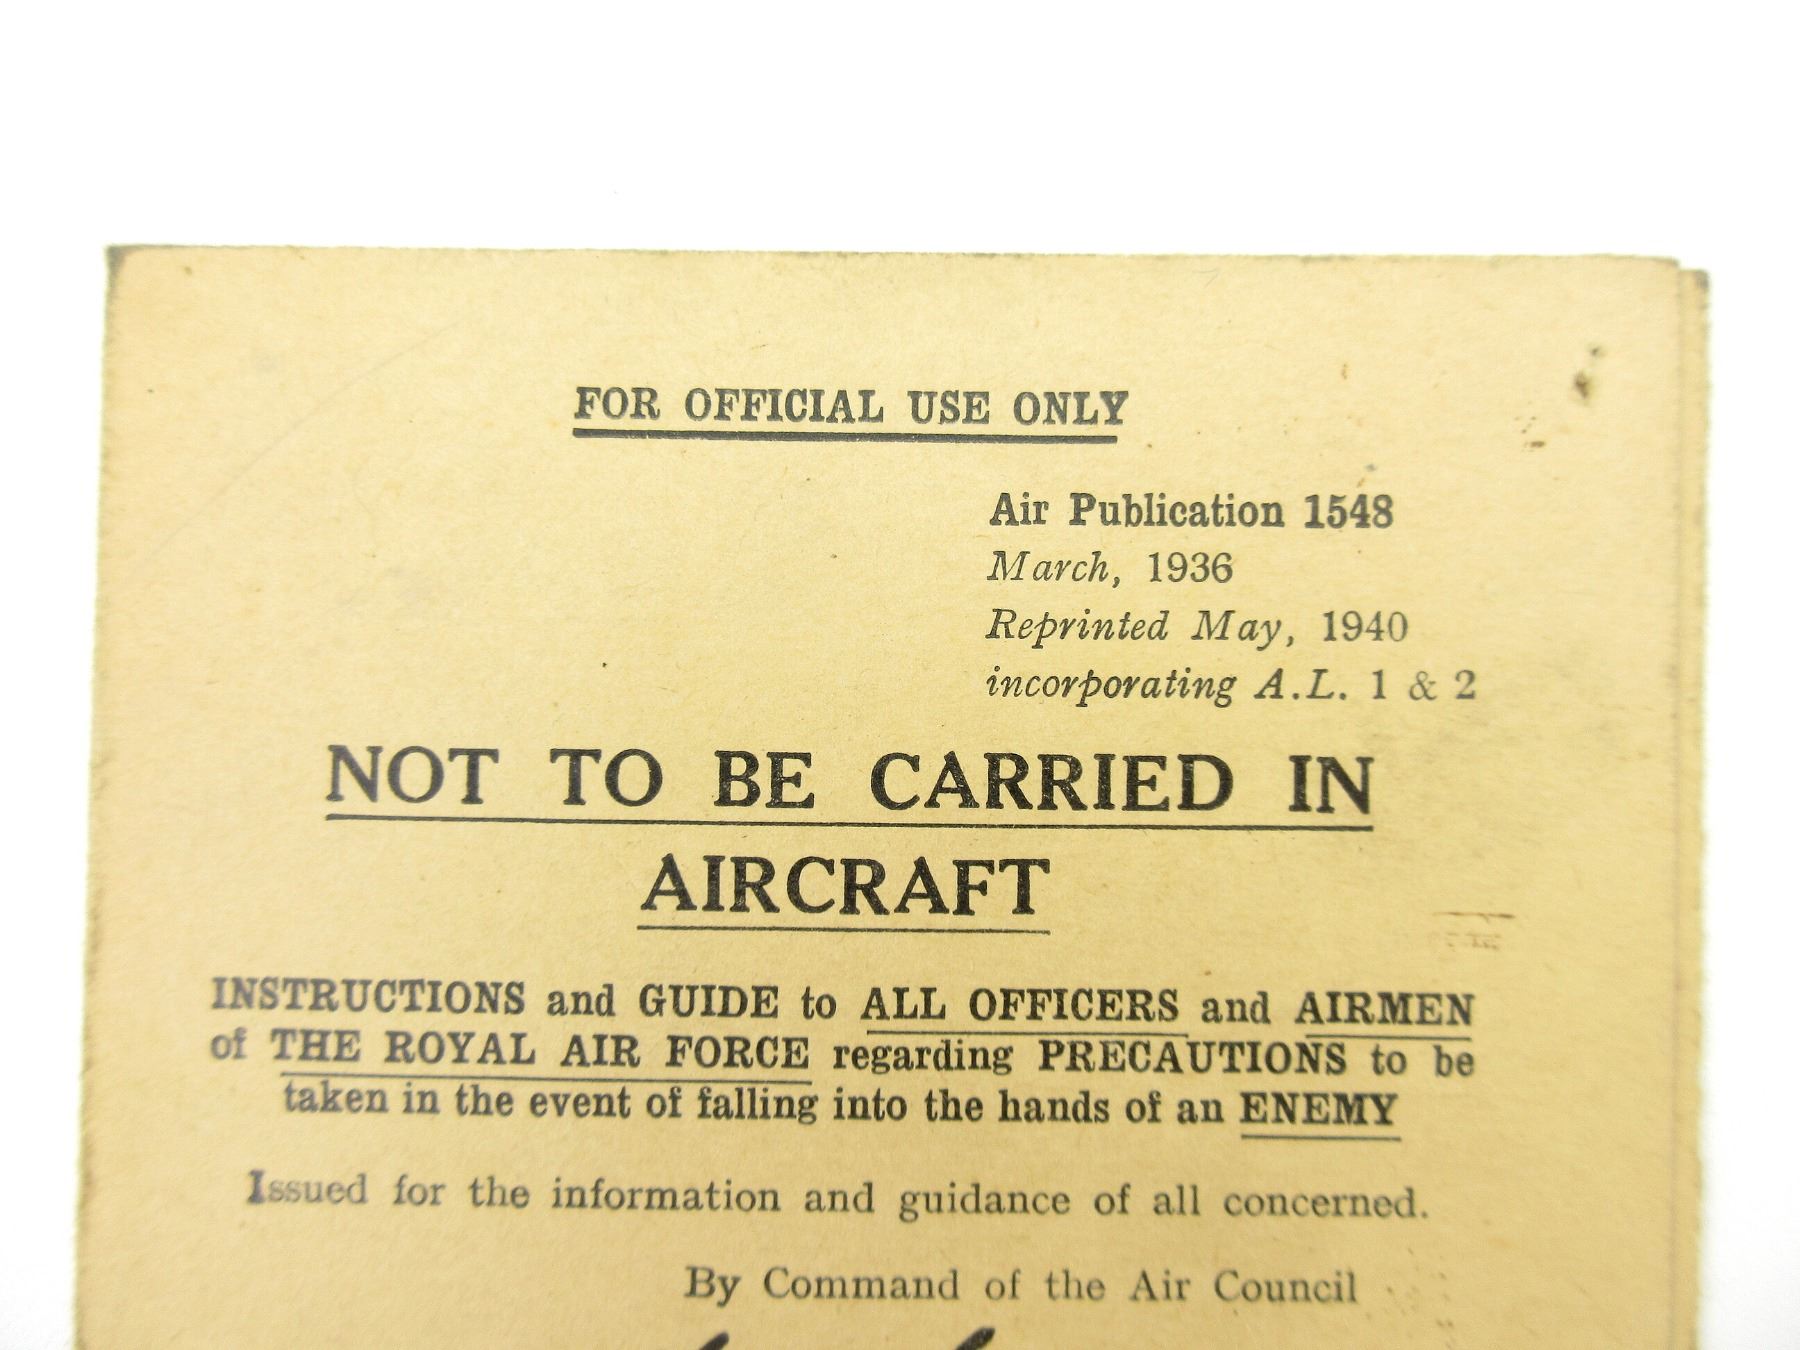 FOR OFFICIAL USE ONLY
Air Publication 1548
March, 1936
Reprinted May, 1940
incorporating A.L. 1 & 2
NOT TO BE CARRIED IN
AIRCRAFT
INSTRUCTIONS and GUIDE to ALL OFFICERS and AIRMEN
of THE ROYAL AIR FORCE regarding PRECAUTIONS to be
taken in the event of falling into the hands of an ENEMY
Issued for the information and guidance of all concerned.
By Command of the Air Council